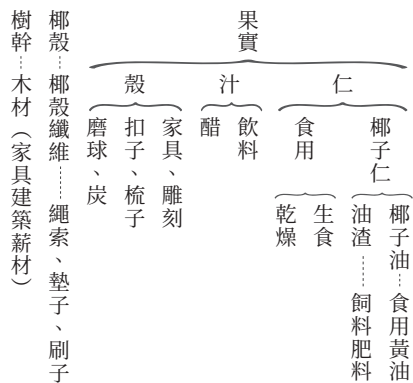 果實
仁
椰子仁
椰子油┄食用黃油
油渣┄┄飼料肥料
食用
生食
乾燥
汁
飲料
醋
殼
家具、雕刻
扣子、梳子
磨球、炭
椰殼┄椰殼纖維┄┄繩索、墊子、刷子
樹幹┄木材（家具建築薪材）